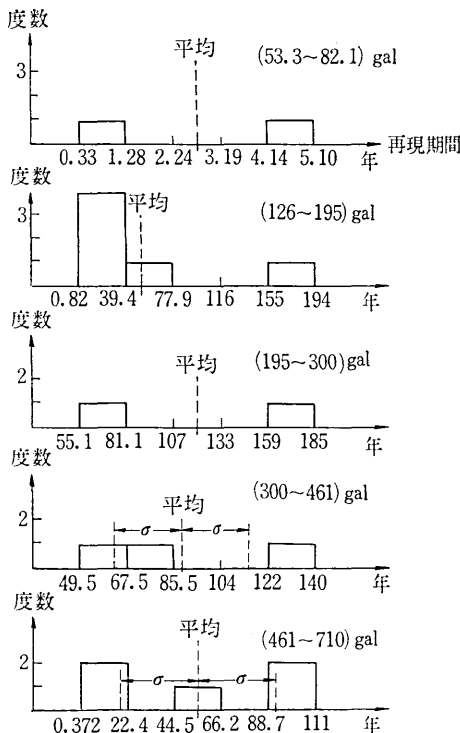 度数
平均
(53.3~82.1) gal
3
再現期間
0.33 1.28 2.24 3.19 4.14 5.10 年
度数
平均
(126~195) gal
3
0.82 39.4 77.9 116 155 194 年
度数
平均
(195~300) gal
2
55.1 81.1 107 133 159 185 年
度数
平均
(300~461) gal
2
σ σ
49.5 67.5 85.5 104 122 140 年
度数
平均
(461~710) gal
2
σ σ
0.372 22.4 44.5 66.2 88.7 111 年